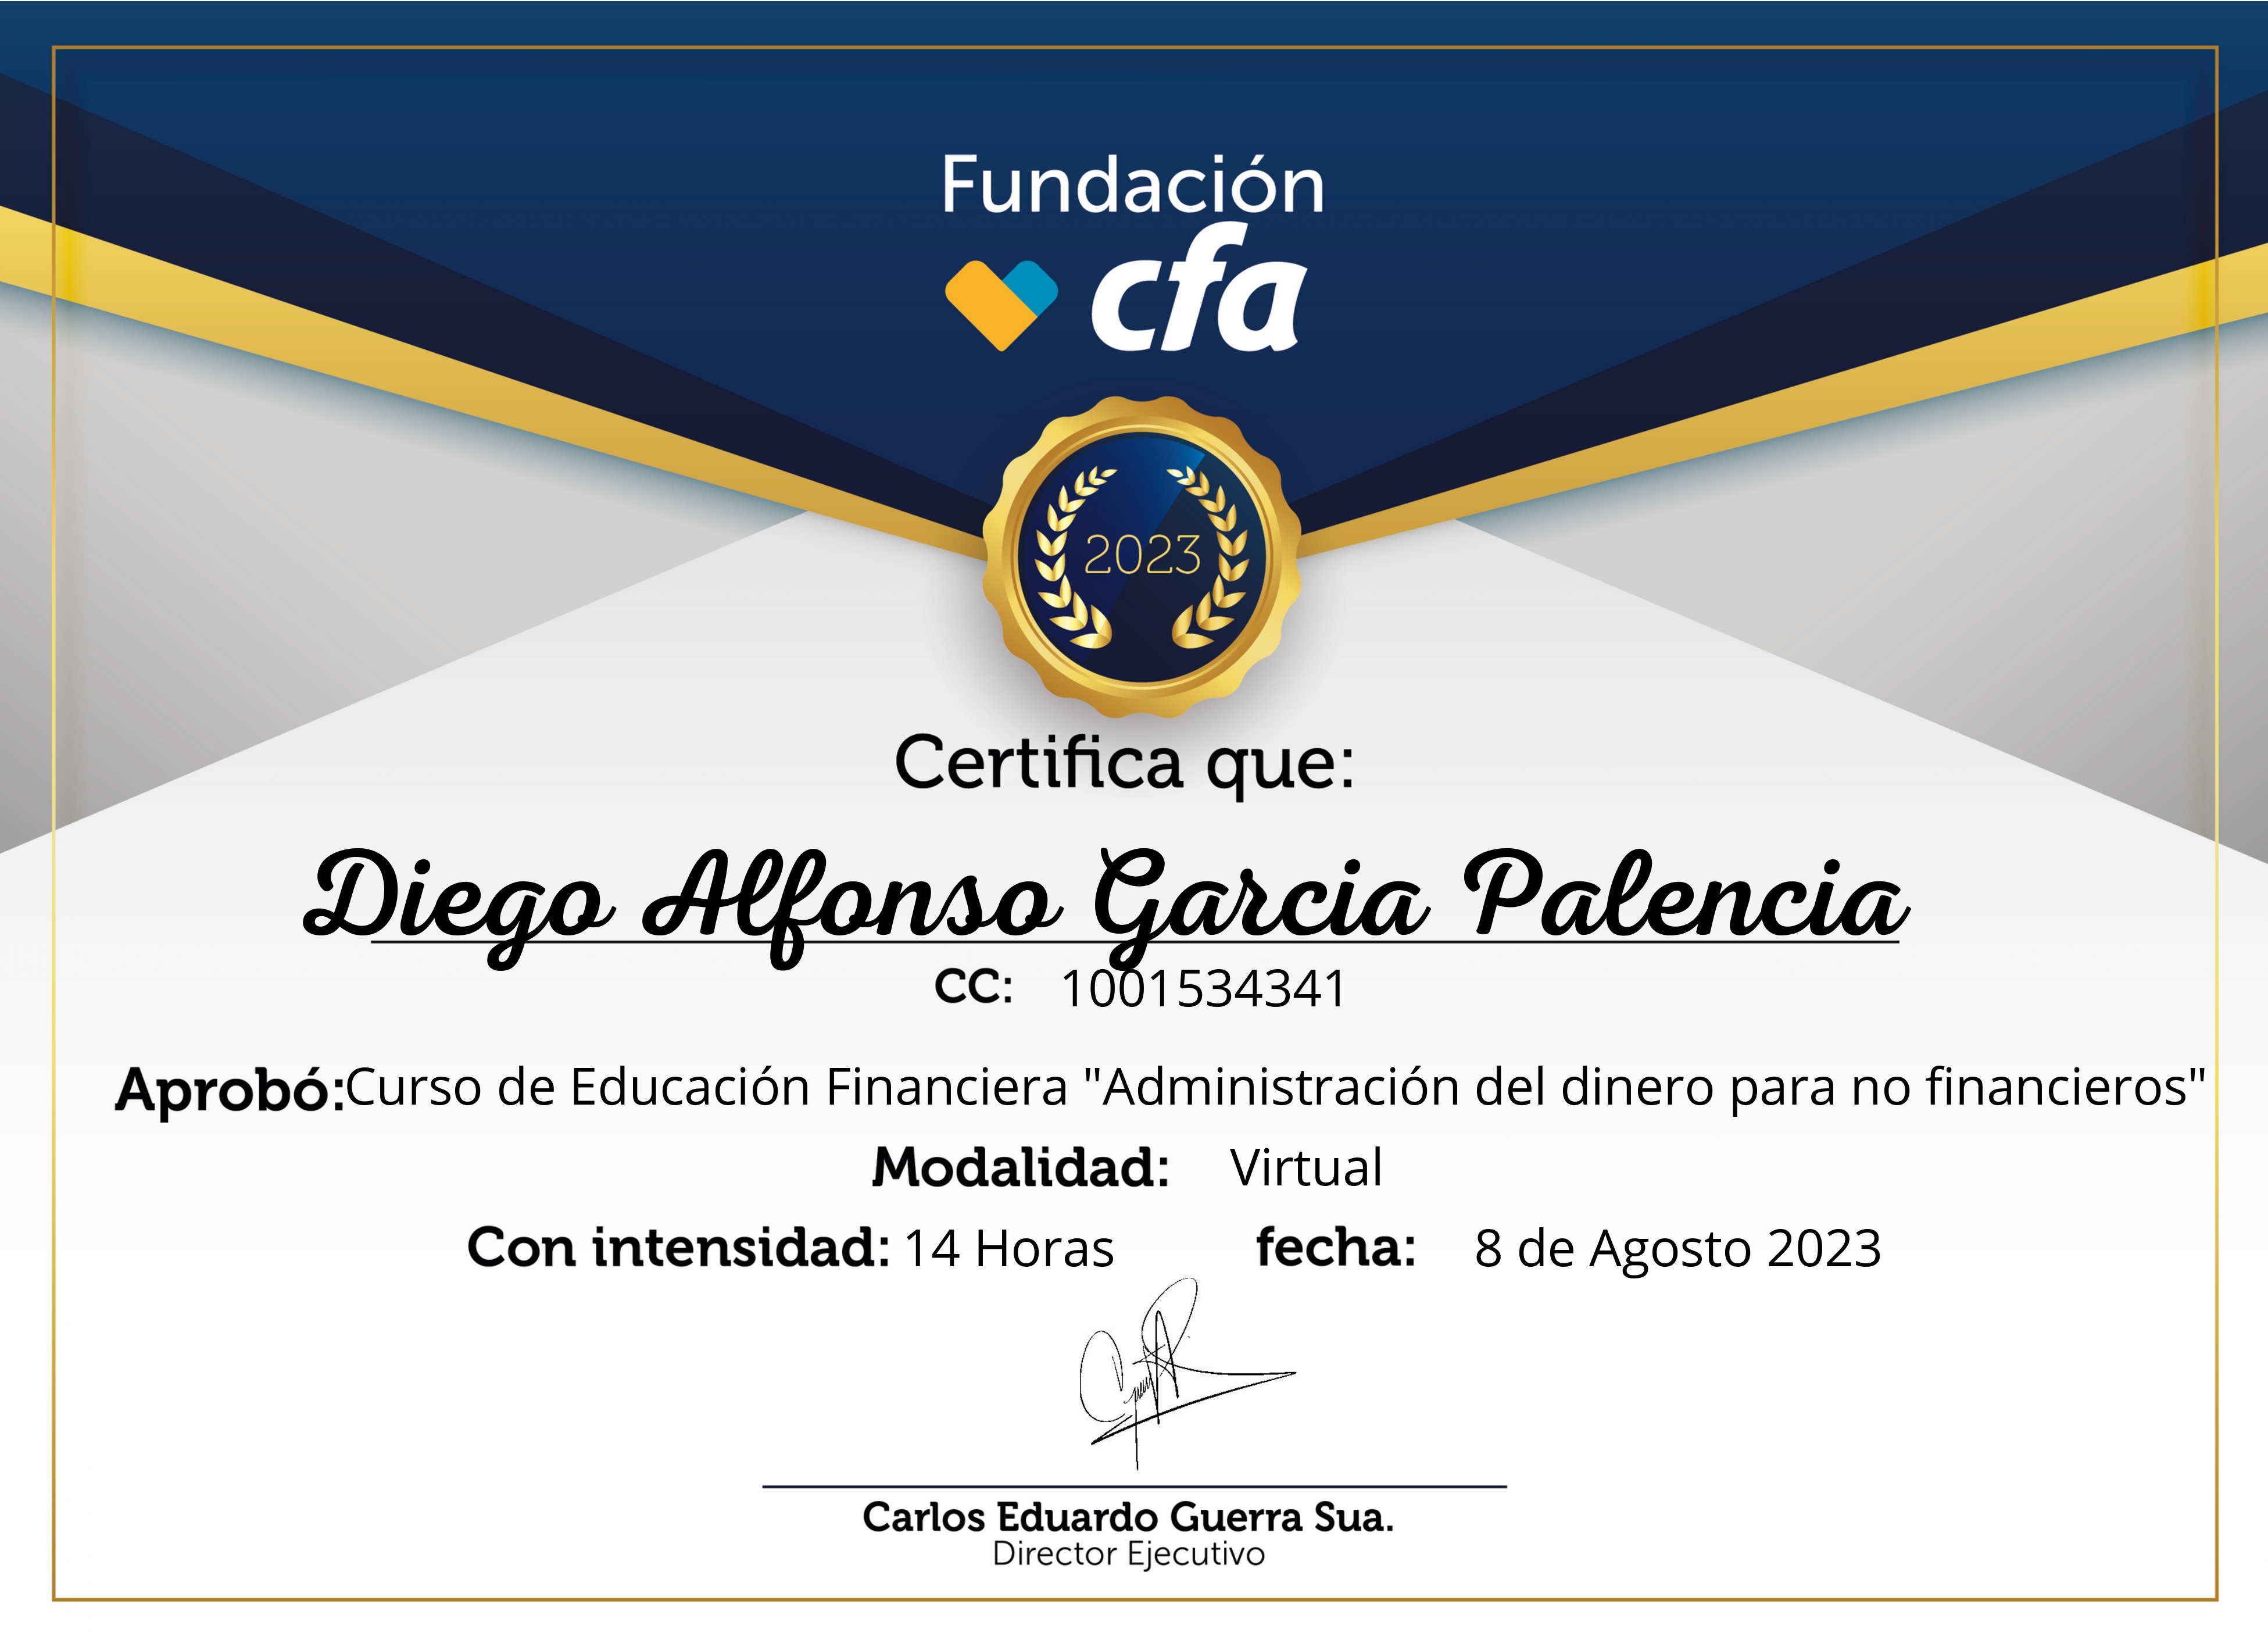 Fundación
cfa
2023
Certifica que:
Diego Alfonso Garcia Palencia
CC: 1001534341
Aprobó:Curso de Educación Financiera "Administración del dinero para no financieros"
Modalidad: Virtual
Con intensidad: 14 Horas fecha: 8 de Agosto 2023
Carlos Eduardo Guerra Sua.
Director Ejecutivo